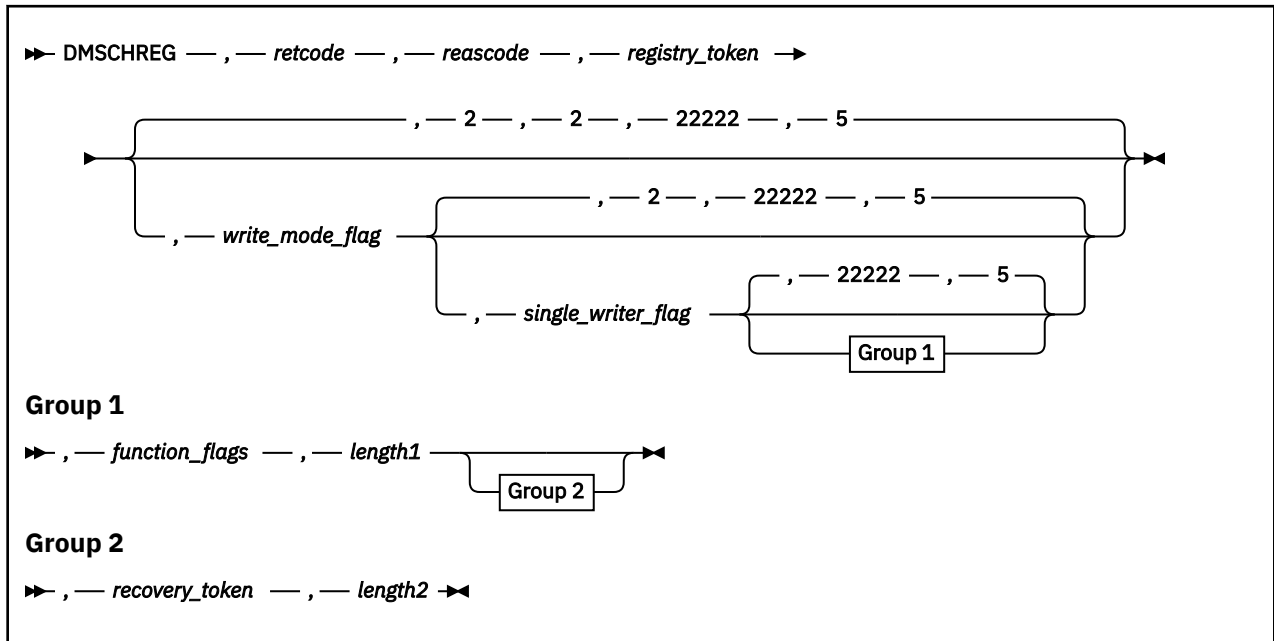 DMSCHREG , retcode , reascode , registry_token
, 2 , 2 , 22222 , 5
, 2 , 22222 , 5
, write_mode_flag
, 22222 , 5
, single_writer_flag
Group 1
Group 1
, function_flags , length1
Group 2
Group 2
, recovery_token , length2